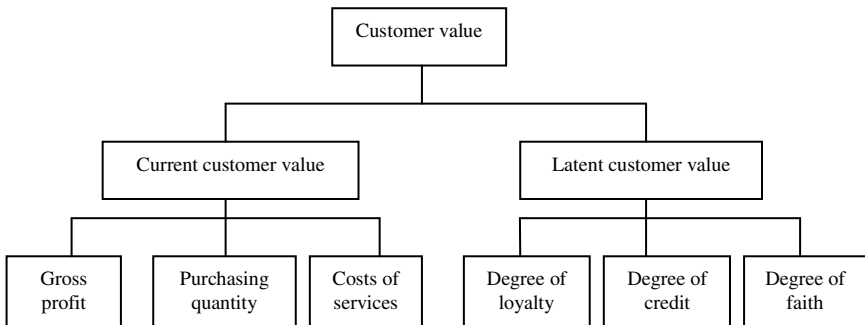 Customer value
Current customer value
Latent customer value
Gross
profit
Purchasing
quantity
Costs of
services
Degree of
loyalty
Degree of
credit
Degree of
faith